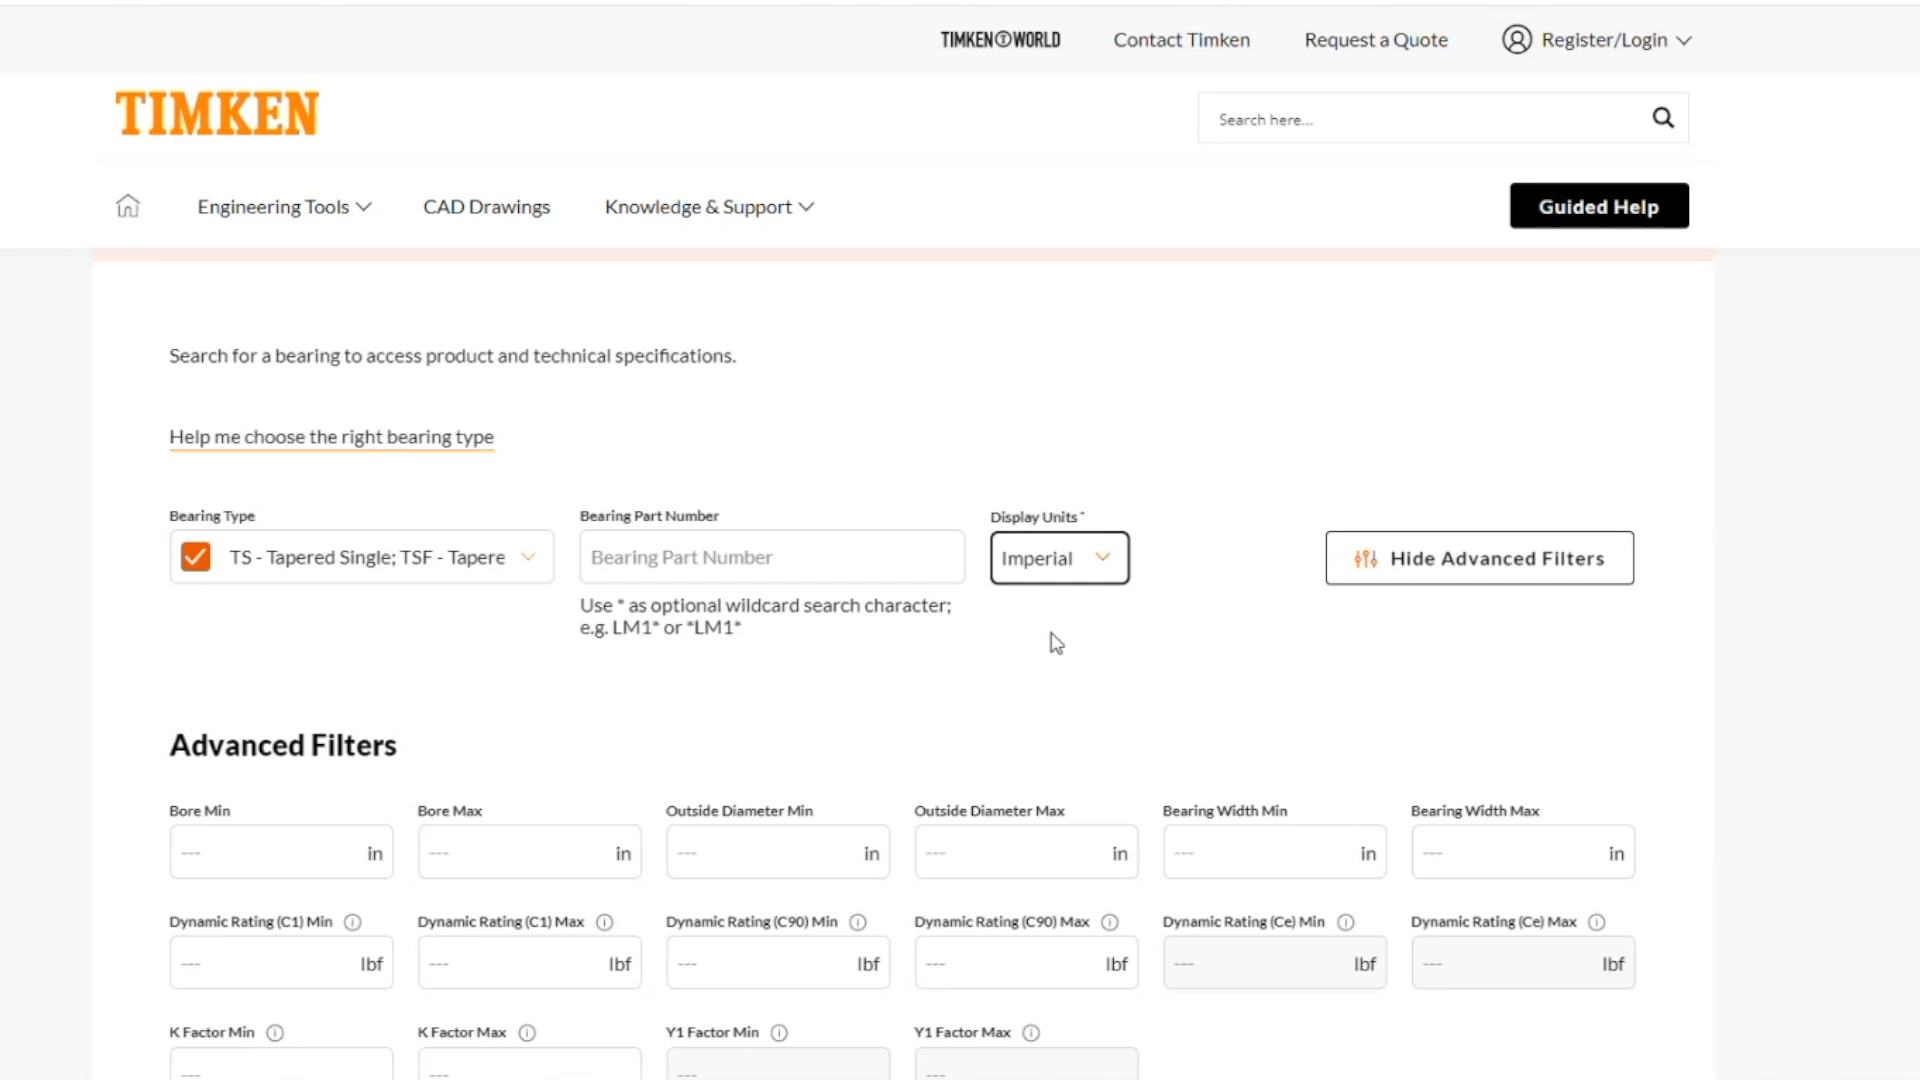 TIMKEN WORLD
Contact Timken
Request a Quote
Register/Login
TIMKEN
Search here...
Engineering Tools
CAD Drawings
Knowledge & Support
Guided Help
Search for a bearing to access product and technical specifications.
Help me choose the right bearing type
Bearing Type
Bearing Part Number
Display Units *
TS - Tapered Single; TSF - Tapere
Bearing Part Number
Imperial
Hide Advanced Filters
Use * as optional wildcard search character;
e.g. LM1* or *LM1*
Advanced Filters
Bore Min
Bore Max
Outside Diameter Min
Outside Diameter Max
Bearing Width Min
Bearing Width Max
--- in
--- in
--- in
--- in
--- in
--- in
Dynamic Rating (C1) Min
Dynamic Rating (C1) Max
Dynamic Rating (C90) Min
Dynamic Rating (C90) Max
Dynamic Rating (Ce) Min
Dynamic Rating (Ce) Max
--- lbf
--- lbf
--- lbf
--- lbf
--- lbf
--- lbf
K Factor Min
K Factor Max
Y1 Factor Min
Y1 Factor Max
---
---
---
---